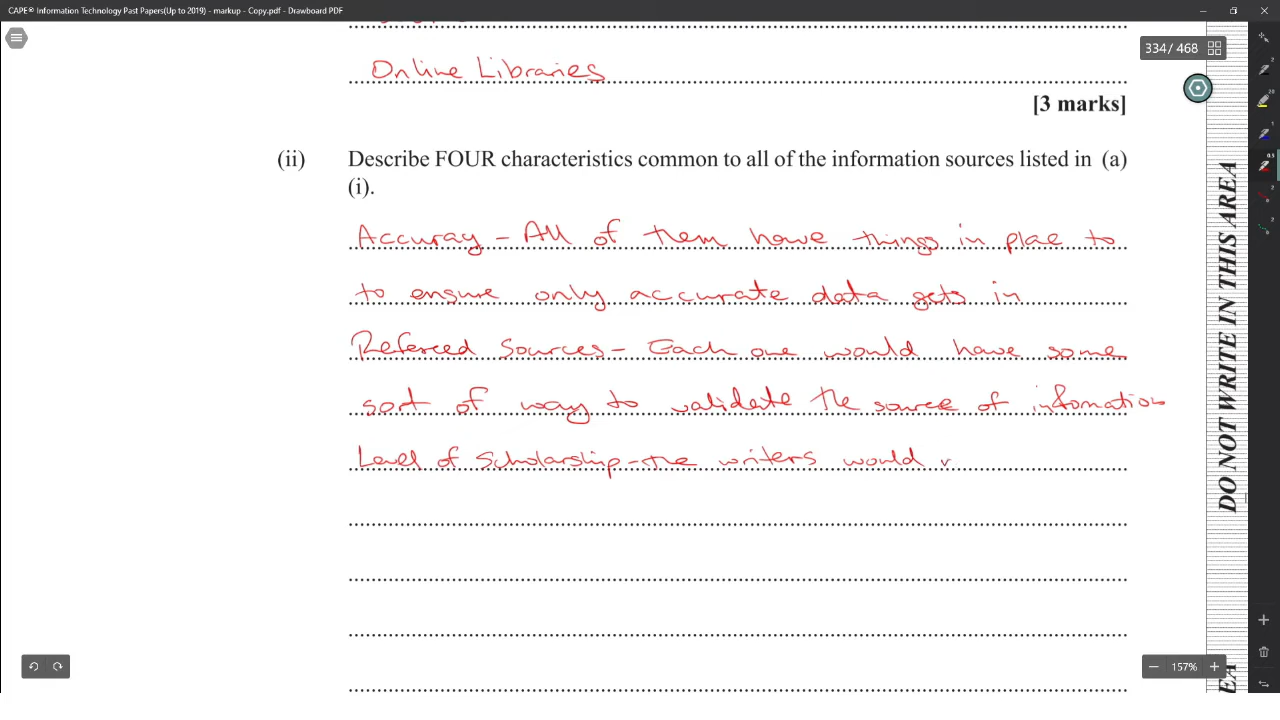 CAPE® Information Technology Past Papers(Up to 2019) - markup - Copy.pdf - Drawboard PDF
334 / 468
Online Libraries
[3 marks]
(ii) Describe FOUR characteristics common to all of the information sources listed in (a)
(i).
Accuray - All of them have things in plae to
to ensure only accurate data gets in
Refereed Sources - Each one would have some
sort of way to validate the source of infomation
Level of Scholarship - the writers would
DO NOT WRITE IN THIS AREA
157%